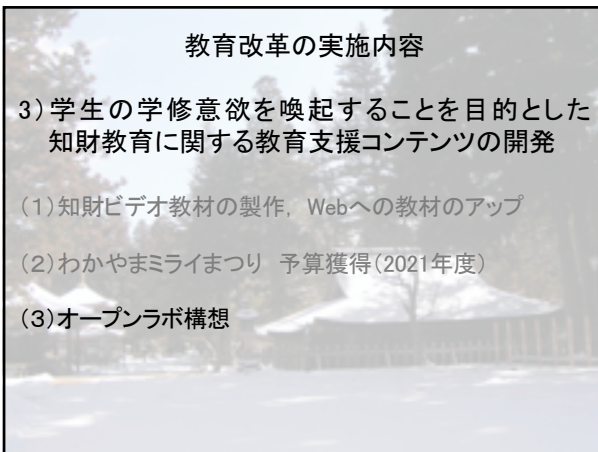 教育改革の実施内容
3)学生の学修意欲を喚起することを目的とした
知財教育に関する教育支援コンテンツの開発
(1)知財ビデオ教材の製作, Webへの教材のアップ
(2)わかやまミライまつり 予算獲得(2021年度)
(3)オープンラボ構想